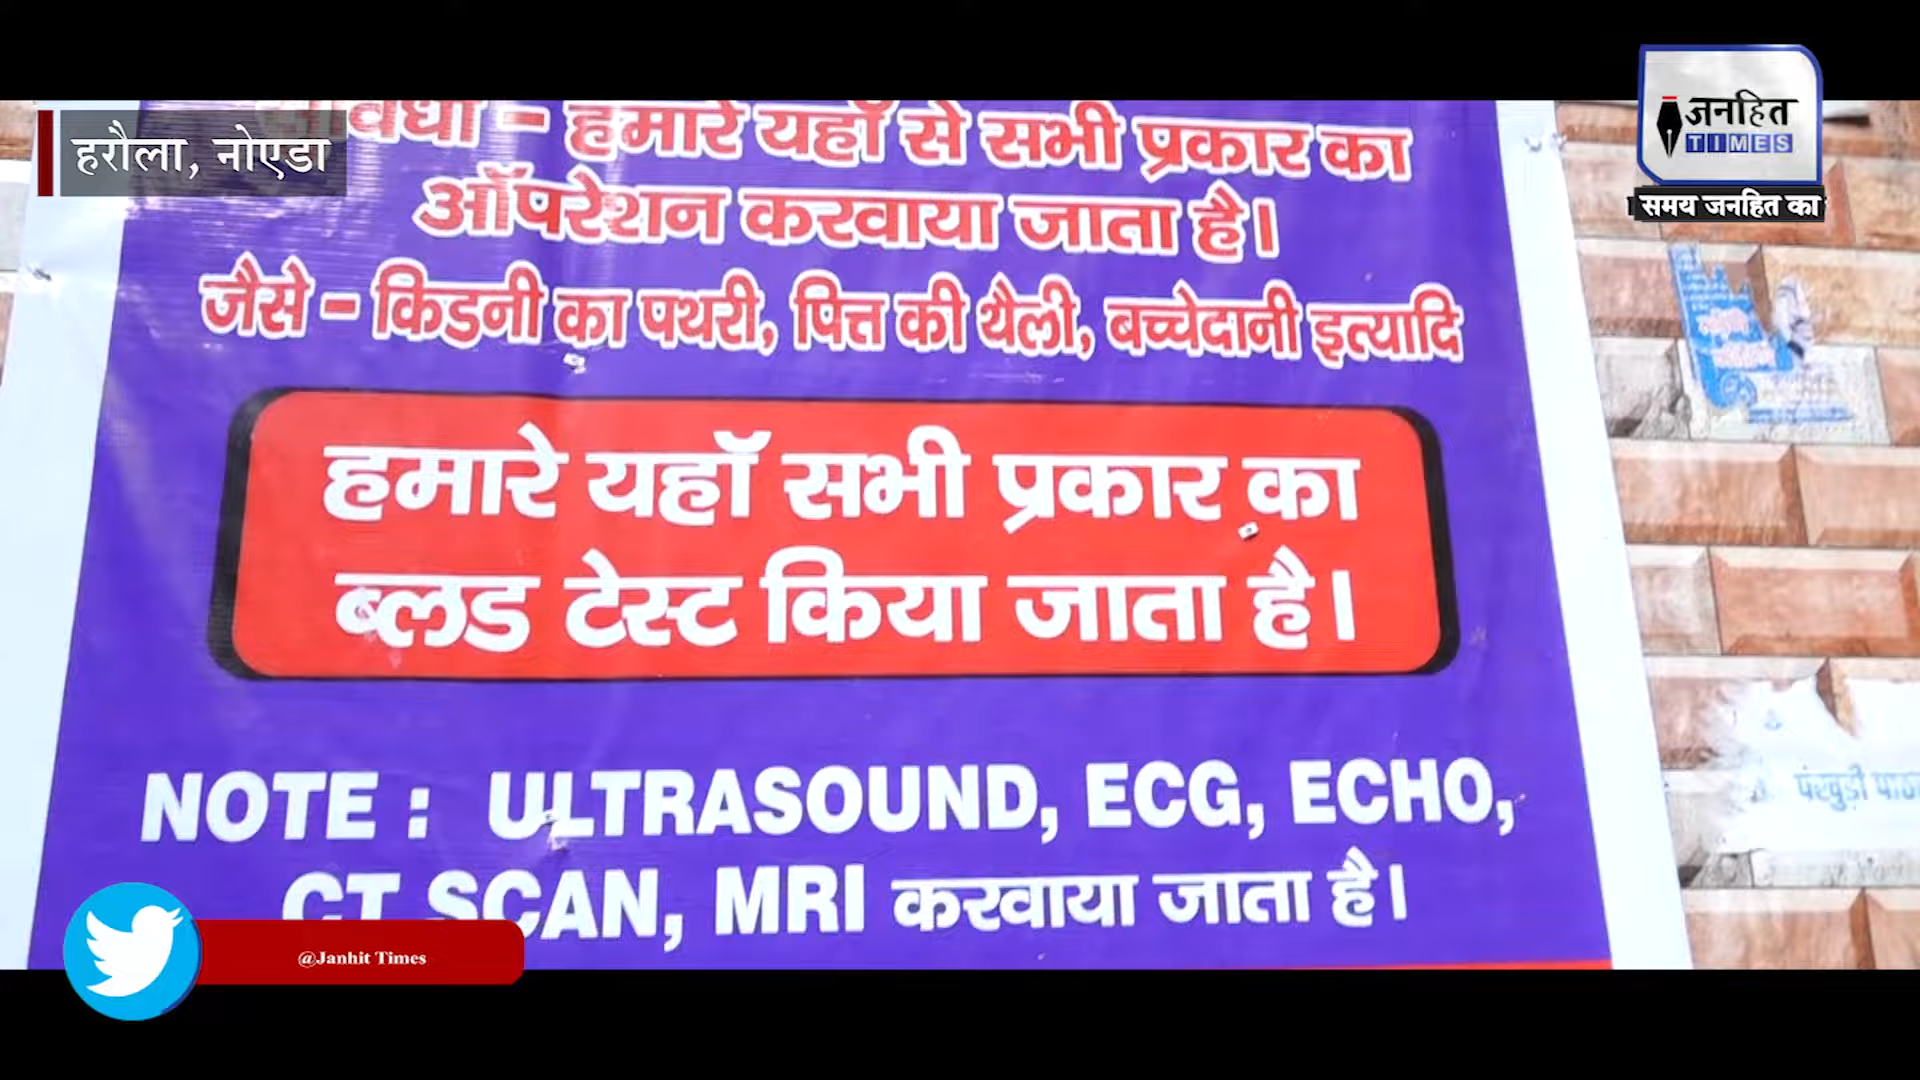 हरौला, नोएडा
जनहित
TIMES
समय जनहित का
- हमारे यहाँ से सभी प्रकार का
ऑपरेशन करवाया जाता है।
जैसे - किडनी का पथरी, पित्त की थैली, बच्चेदानी इत्यादि
हमारे यहॉ सभी प्रकार का
ब्लड टेस्ट किया जाता है।
NOTE : ULTRASOUND, ECG, ECHO,
CT SCAN, MRI करवाया जाता है।
पंखुड़ी
@Janhit Times